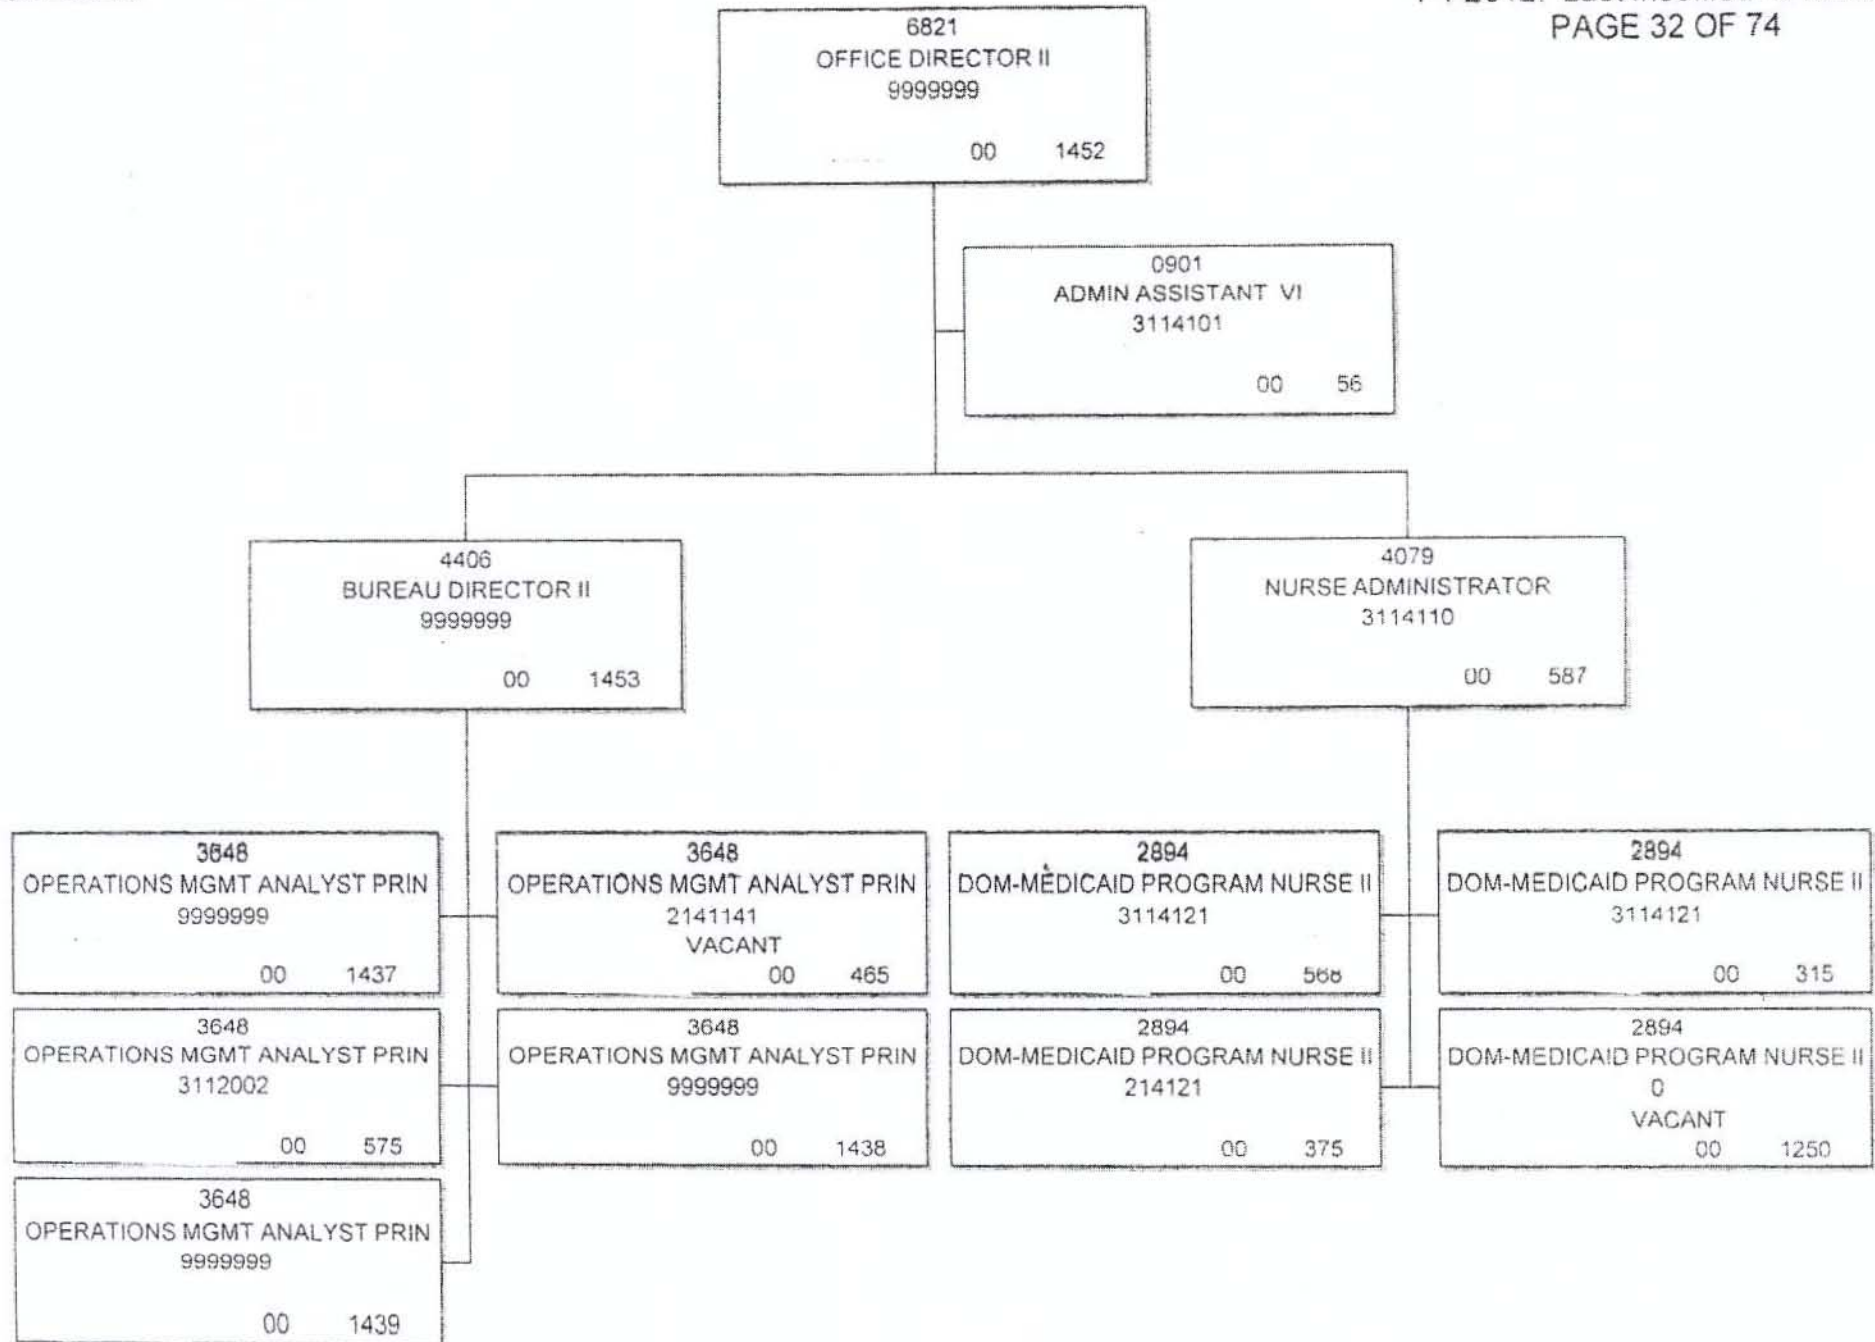 PAGE 32 OF 74
6821
OFFICE DIRECTOR II
9999999
00 1452
0901
ADMIN ASSISTANT VI
3114101
00 56
4406
BUREAU DIRECTOR II
9999999
00 1453
4079
NURSE ADMINISTRATOR
3114110
00 587
3648
OPERATIONS MGMT ANALYST PRIN
9999999
00 1437
3648
OPERATIONS MGMT ANALYST PRIN
2141141
VACANT
00 465
2894
DOM-MEDICAID PROGRAM NURSE II
3114121
00 568
2894
DOM-MEDICAID PROGRAM NURSE II
3114121
00 315
3648
OPERATIONS MGMT ANALYST PRIN
3112002
00 575
3648
OPERATIONS MGMT ANALYST PRIN
9999999
00 1438
2894
DOM-MEDICAID PROGRAM NURSE II
214121
00 375
2894
DOM-MEDICAID PROGRAM NURSE II
0
VACANT
00 1250
3648
OPERATIONS MGMT ANALYST PRIN
9999999
00 1439